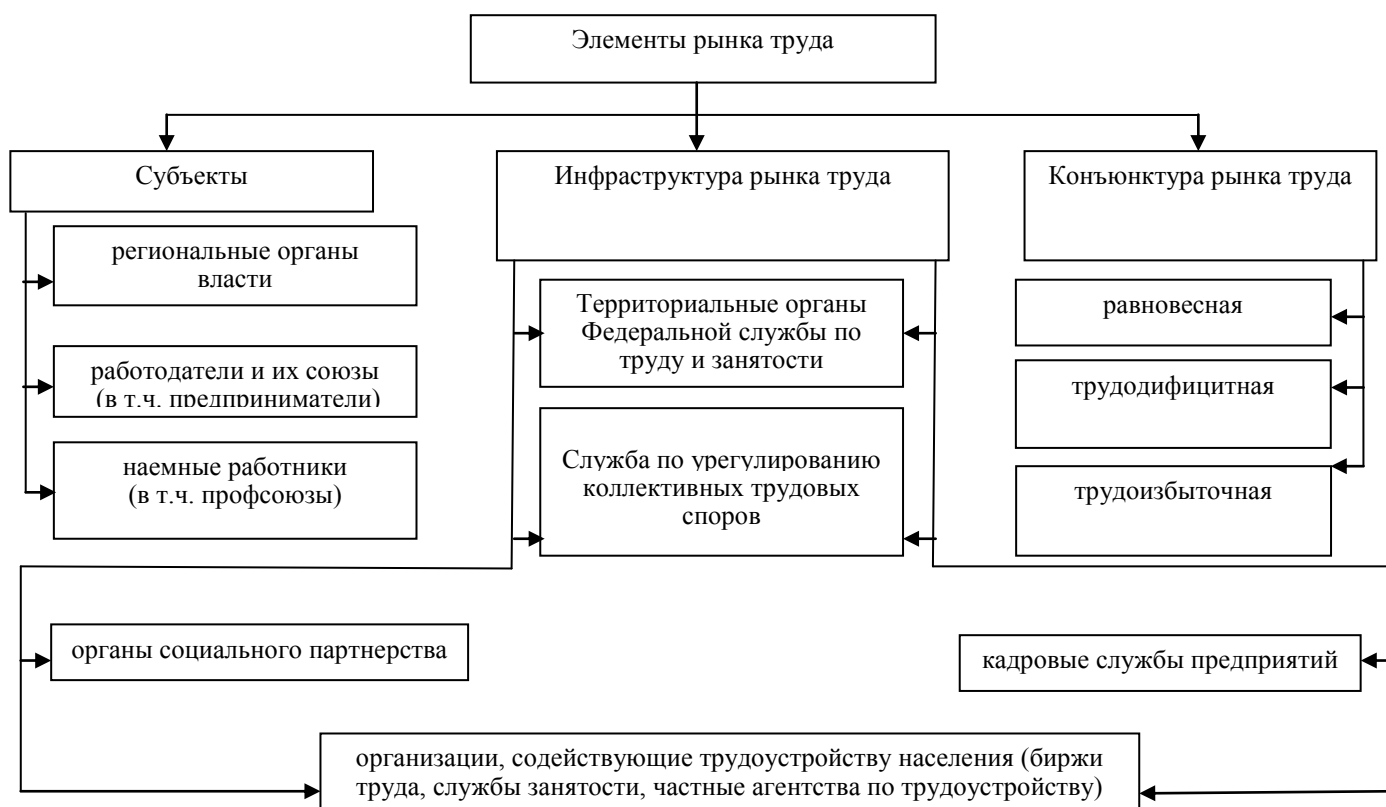 Элементы рынка труда
Субъекты
Инфраструктура рынка труда
Конъюнктура рынка труда
региональные органы
власти
работодатели и их союзы
(в т.ч. предприниматели)
наемные работники
(в т.ч. профсоюзы)
Территориальные органы
Федеральной службы по
труду и занятости
Служба по урегулированию
коллективных трудовых
споров
равновесная
трудодифицитная
трудоизбыточная
органы социального партнерства
кадровые службы предприятий
организации, содействующие трудоустройству населения (биржи
труда, службы занятости, частные агентства по трудоустройству)